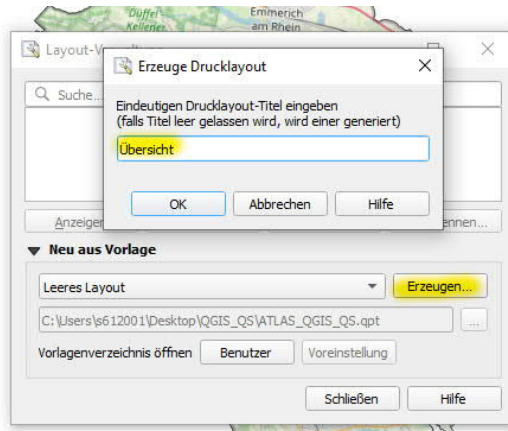 Düffel
Kellener
Emmerich
am Rhein
Layout-V
Erzeuge Drucklayout
Suche...
Eindeutigen Drucklayout-Titel eingeben
(falls Titel leer gelassen wird, wird einer generiert)
Übersicht
OK Abbrechen Hilfe
Anzeigen
ennen...
Neu aus Vorlage
Leeres Layout Erzeugen...
C:\Users\s612001\Desktop\QGIS_QS\ATLAS_QGIS_QS.qpt ...
Vorlagenverzeichnis öffnen Benutzer Voreinstellung
Schließen Hilfe